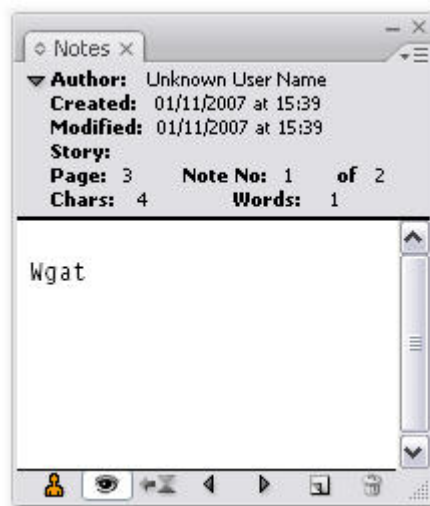 Notes
Author: Unknown User Name
Created: 01/11/2007 at 15:39
Modified: 01/11/2007 at 15:39
Story:
Page: 3 Note No: 1 of 2
Chars: 4 Words: 1
Wgat